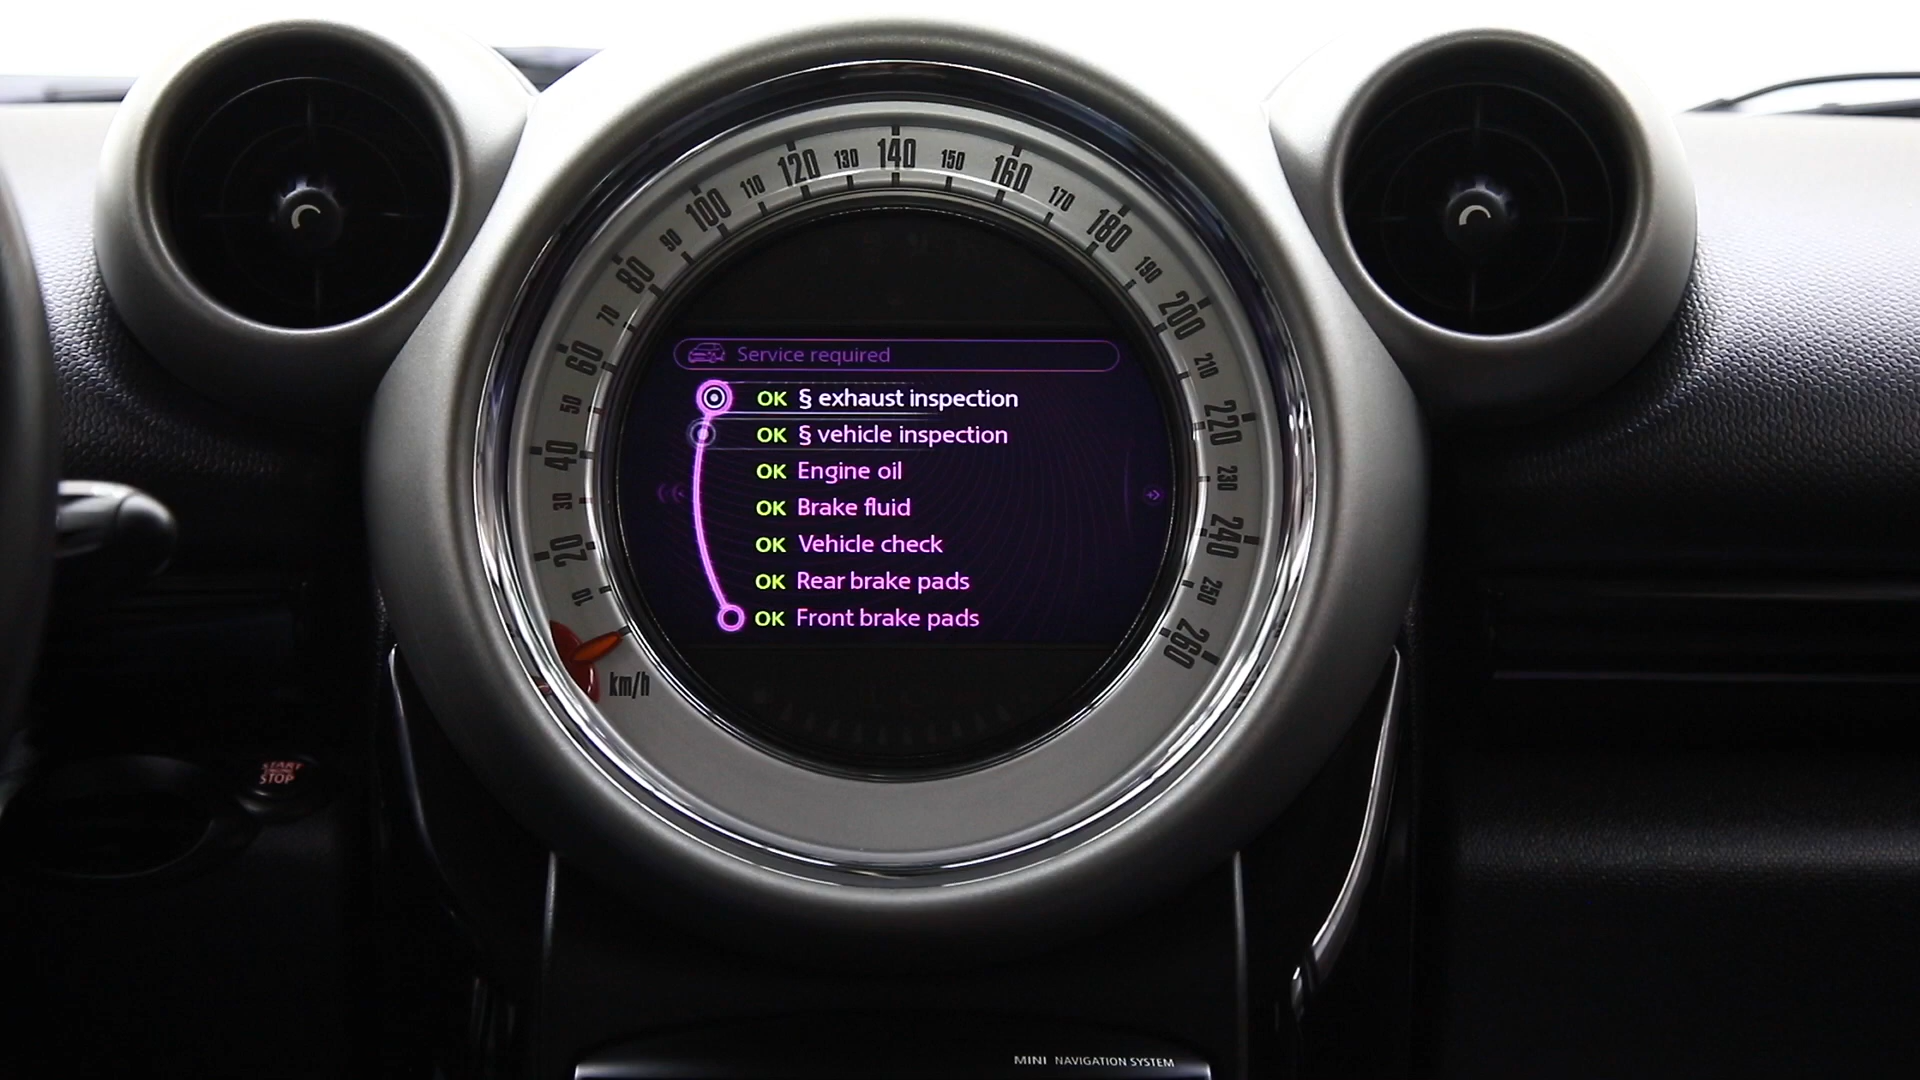 10
20
30
40
50
60
70
80
90
100
110
120
130
140
150
160
170
180
190
200
210
220
230
240
250
260
km/h
Service required
OK § exhaust inspection
OK § vehicle inspection
OK Engine oil
OK Brake fluid
OK Vehicle check
OK Rear brake pads
OK Front brake pads
START
STOP
MINI NAVIGATION SYSTEM